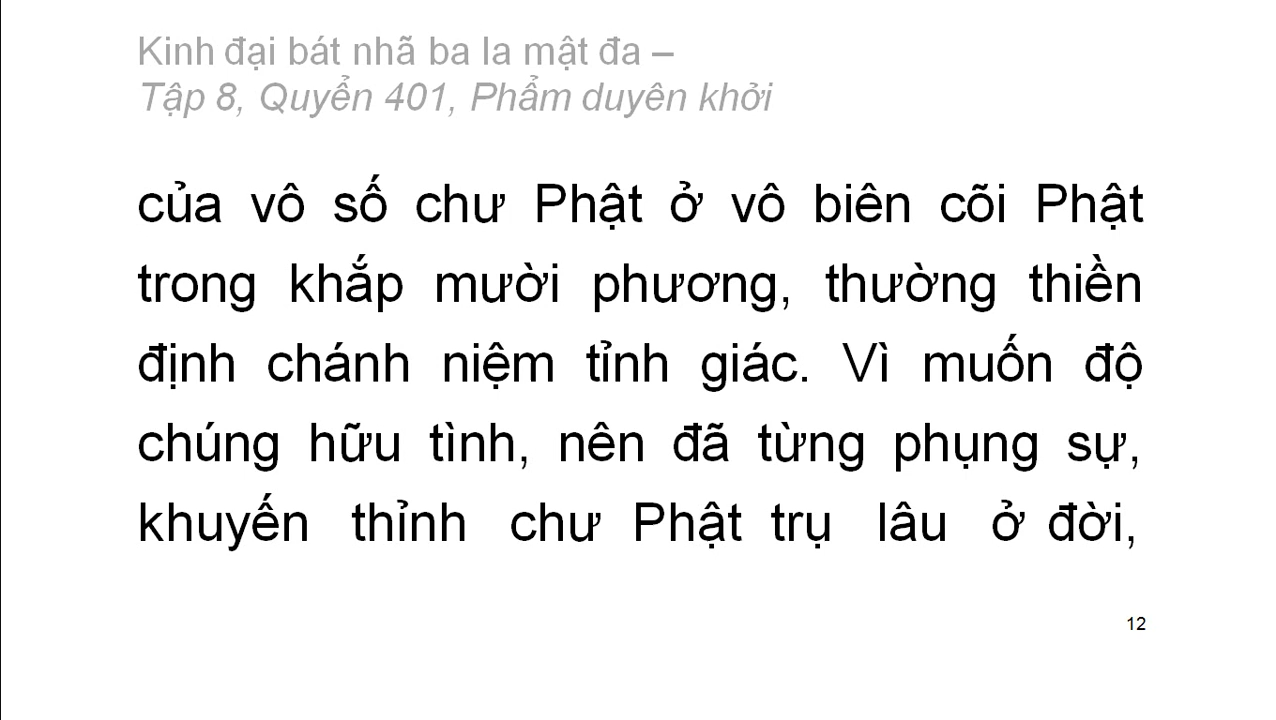 Kinh đại bát nhã ba la mật đa –
Tập 8, Quyển 401, Phẩm duyên khởi
của vô số chư Phật ở vô biên cõi Phật
trong khắp mười phương, thường thiền
định chánh niệm tỉnh giác. Vì muốn độ
chúng hữu tình, nên đã từng phụng sự,
khuyến thỉnh chư Phật trụ lâu ở đời,
12